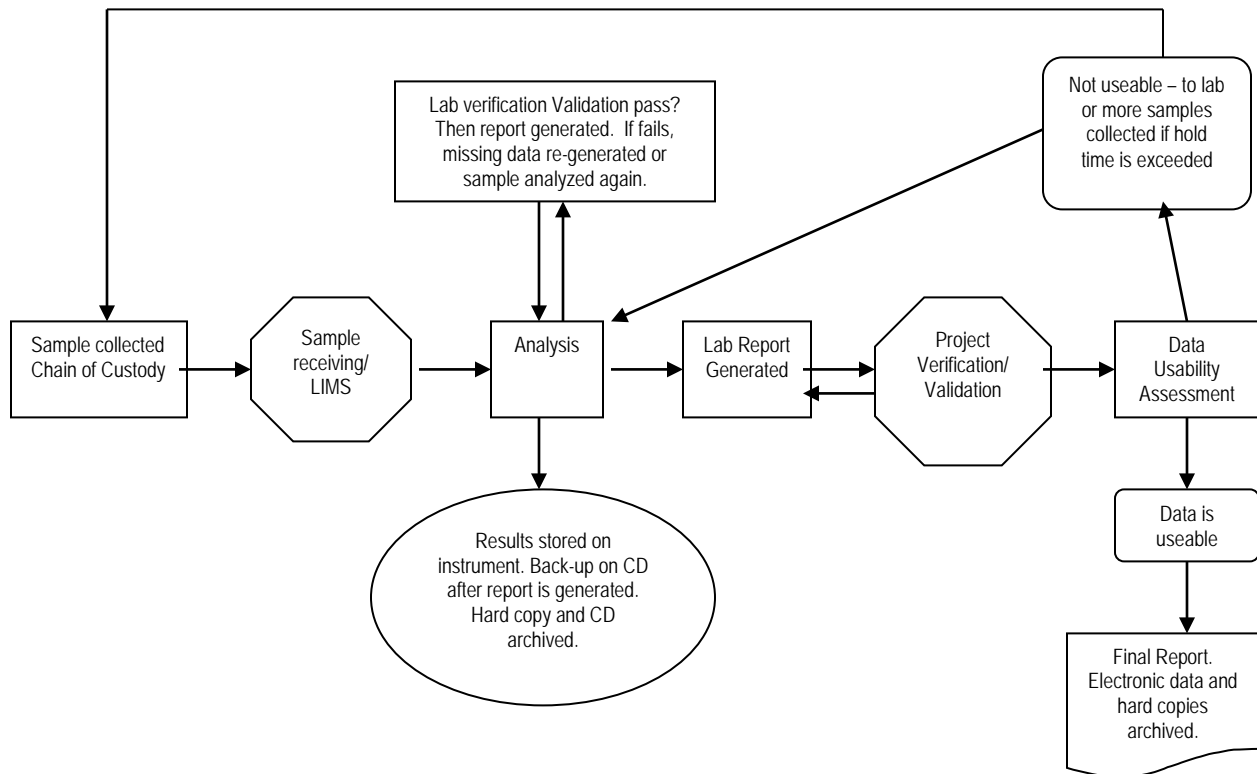 Not useable – to lab
or more samples
collected if hold
time is exceeded
Lab verification Validation pass?
Then report generated.  If fails,
missing data re-generated or
sample analyzed again.
Sample collected
Chain of Custody
Sample
receiving/
LIMS
Analysis
Lab Report
Generated
Project
Verification/
Validation
Data
Usability
Assessment
Results stored on
instrument. Back-up on CD
after report is generated.
Hard copy and CD
archived.
Data is
useable
Final Report.
Electronic data and
hard copies
archived.